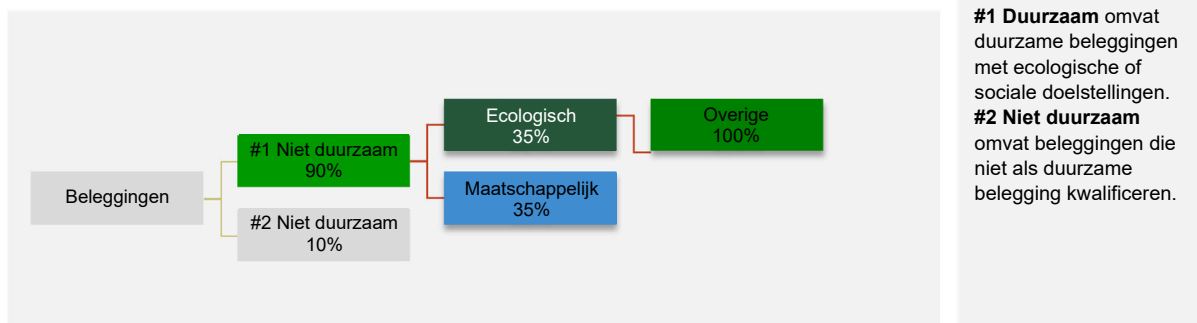 Beleggingen
#1 Niet duurzaam
90%
#2 Niet duurzaam
10%
Ecologisch
35%
Maatschappelijk
35%
Overige
100%
#1 Duurzaam omvat
duurzame beleggingen
met ecologische of
sociale doelstellingen.
#2 Niet duurzaam
omvat beleggingen die
niet als duurzame
belegging kwalificeren.